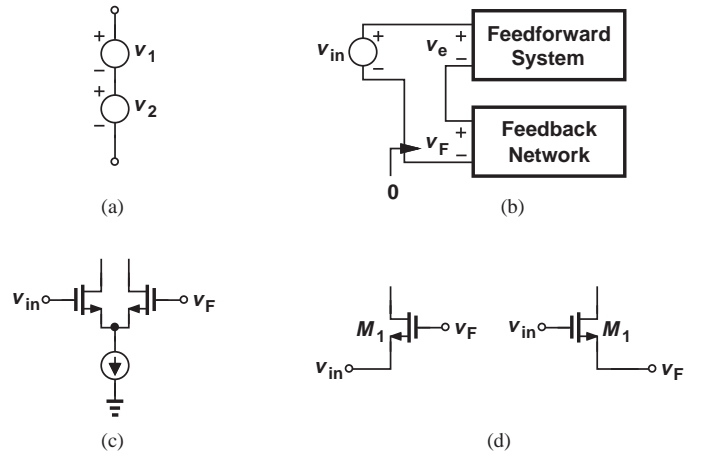 +
v1
−
+
v2
−
(a)
vin
+
−
+
ve
−
Feedforward
System
+
vF
−
Feedback
Network
0
(b)
vin
vF
(c)
M1
vF
vin
vin
M1
vF
(d)